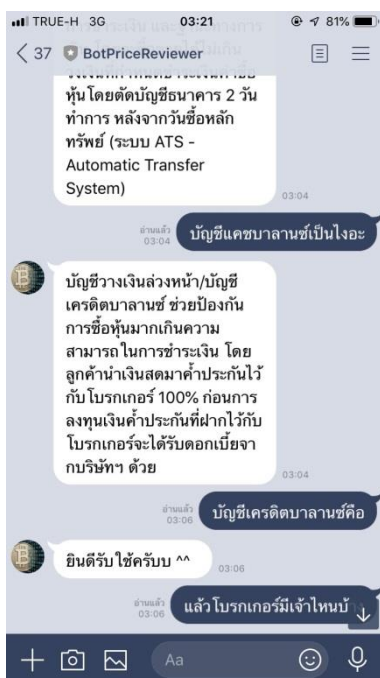 TRUE-H 3G 03:21 81%
37 BotPriceReviewer
หุ้นโดยตัดบัญชีธนาคาร 2 วัน
ทำการ หลังจากวันซื้อหลัก
ทรัพย์ (ระบบ ATS -
Automatic Transfer
System)
03:04
อ่านแล้ว
03:04
บัญชีแคชบาลานซ์เป็นไงอะ
บัญชีวางเงินล่วงหน้า/บัญชี
เครดิตบาลานซ์ ช่วยป้องกัน
การซื้อหุ้นมากเกินความ
สามารถในการชำระเงิน โดย
ลูกค้านำเงินสดมาค้ำประกันไว้
กับโบรกเกอร์ 100% ก่อนการ
ลงทุนเงินค้ำประกันที่ฝากไว้กับ
โบรกเกอร์จะได้รับดอกเบี้ยจา
กบริษัทฯ ด้วย
03:04
อ่านแล้ว
03:06
บัญชีเครดิตบาลานซ์คือ
ยินดีรับใช้ครับบ ^^
03:06
อ่านแล้ว
03:06
แล้วโบรกเกอร์มีเจ้าไหนบ้าง
Aa